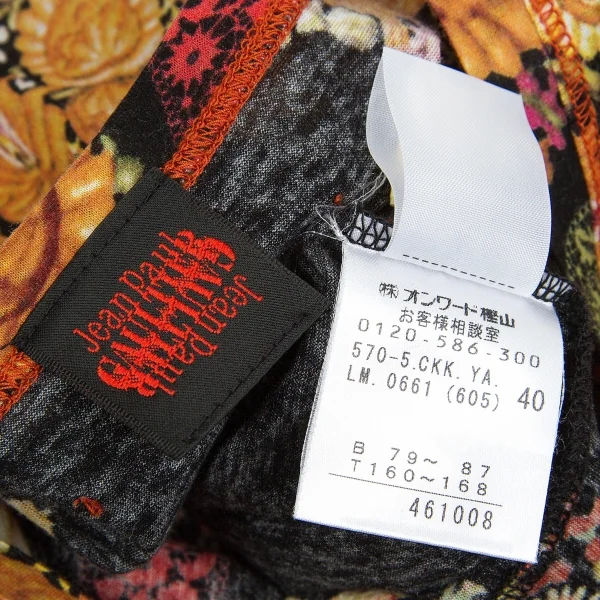 Jean Paul
GAULTIER
Jean Paul
GAULTIER
(株) オンワード樫山
お客様相談室
0120-586-300
570-5.CKK.YA.
LM. 0661 (605) 40
B 79～ 87
T 160～168
461008